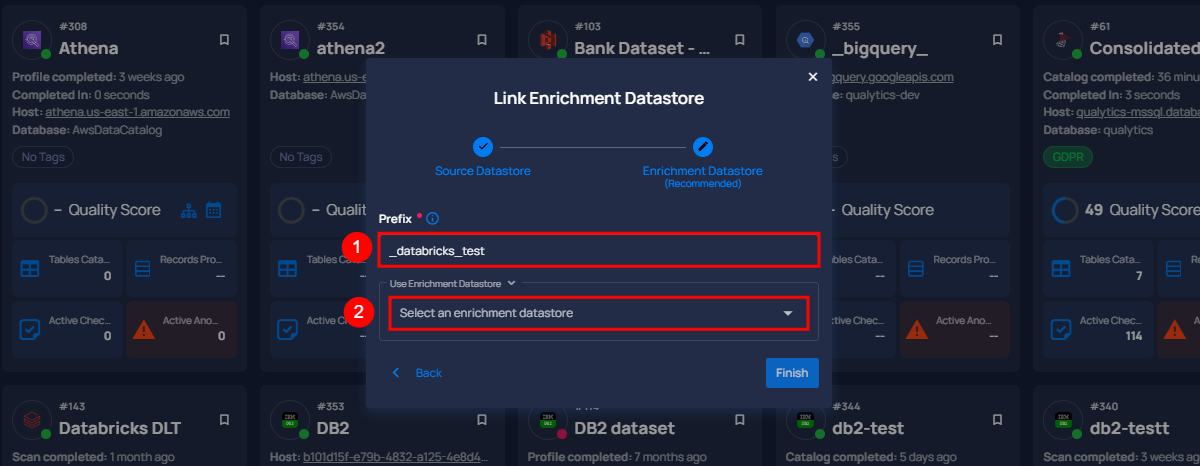 #308
Athena
Profile completed: 3 weeks ago
Completed In: 0 seconds
Host: athena.us-east-1.amazonaws.com
Database: AwsDataCatalog
No Tags
– Quality Score
Tables Cata... 0
Records Pro... --
Active Chec... 0
Active Ano... 0
#354
athena2
Host: athena.us-e
Database: AwsDa
No Tags
– Qualit
Tables
Active C
#103
Bank Dataset - ...
#355
_bigquery_
gquery.googleapis.com
qualytics-dev
Quality Score
--
Records Pro... --
--
Active Ano... --
#61
Consolidated
Catalog completed: 36 minu
Completed In: 3 seconds
Host: qualytics-mssql.databa
Database: qualytics
GDPR
49 Quality Score
Tables Cata... 7
Rec
Active Chec... 114
Acti
Link Enrichment Datastore
Source Datastore
Enrichment Datastore
(Recommended)
Prefix *
1
_databricks_test
Use Enrichment Datastore
2
Select an enrichment datastore
Back
Finish
#143
Databricks DLT
Scan completed: 1 month ago
#353
DB2
Host: b101d15f-e79b-4832-a125-4e8d4...
DB2 dataset
Profile completed: 7 months ago
#344
db2-test
Catalog completed: 5 days ago
#340
db2-testt
Scan completed: 3 weeks ago